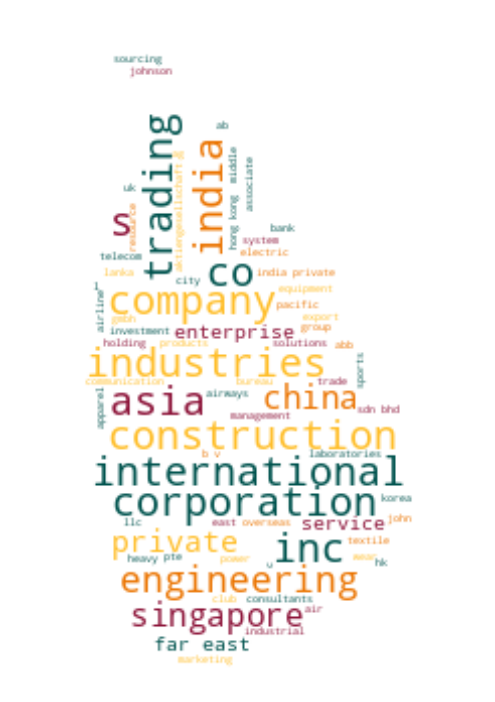 sourcing
johnson
trading
ab
india
middle
associate
aktiengesellschaft
uk
s
resource
hong kong
bank
system
electric
telecom
lanka
city
co
india private
l
airline
company
equipment
pacific
gmbh
export
investment
enterprise
group
holding
products
solutions
abb
industries
communication
bureau
trade
sports
apparel
asia
airways
china
sdn bhd
management
construction
b v
laboratories
international
corporation
korea
llc
east
overseas
service
john
private
inc
textile
heavy
pte
power
v
wear
hk
engineering
club
consultants
singapore
air
industrial
far east
marketing